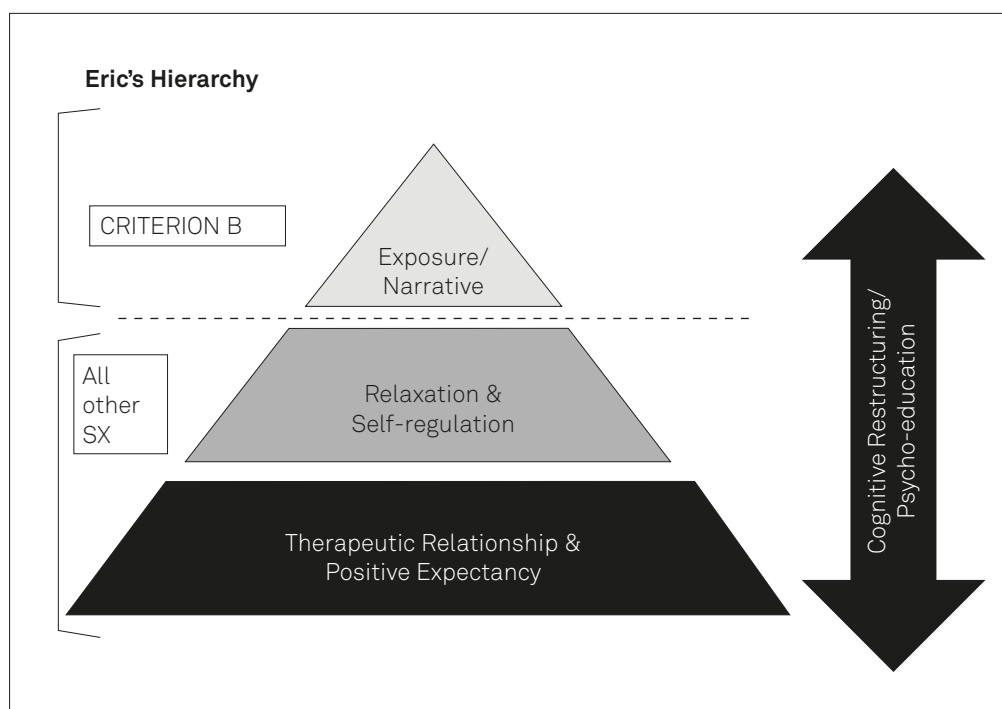 Eric's Hierarchy
CRITERION B
Exposure/
Narrative
All
other
SX
Relaxation &
Self-regulation
Therapeutic Relationship &
Positive Expectancy
Cognitive Restructuring/
Psycho-education